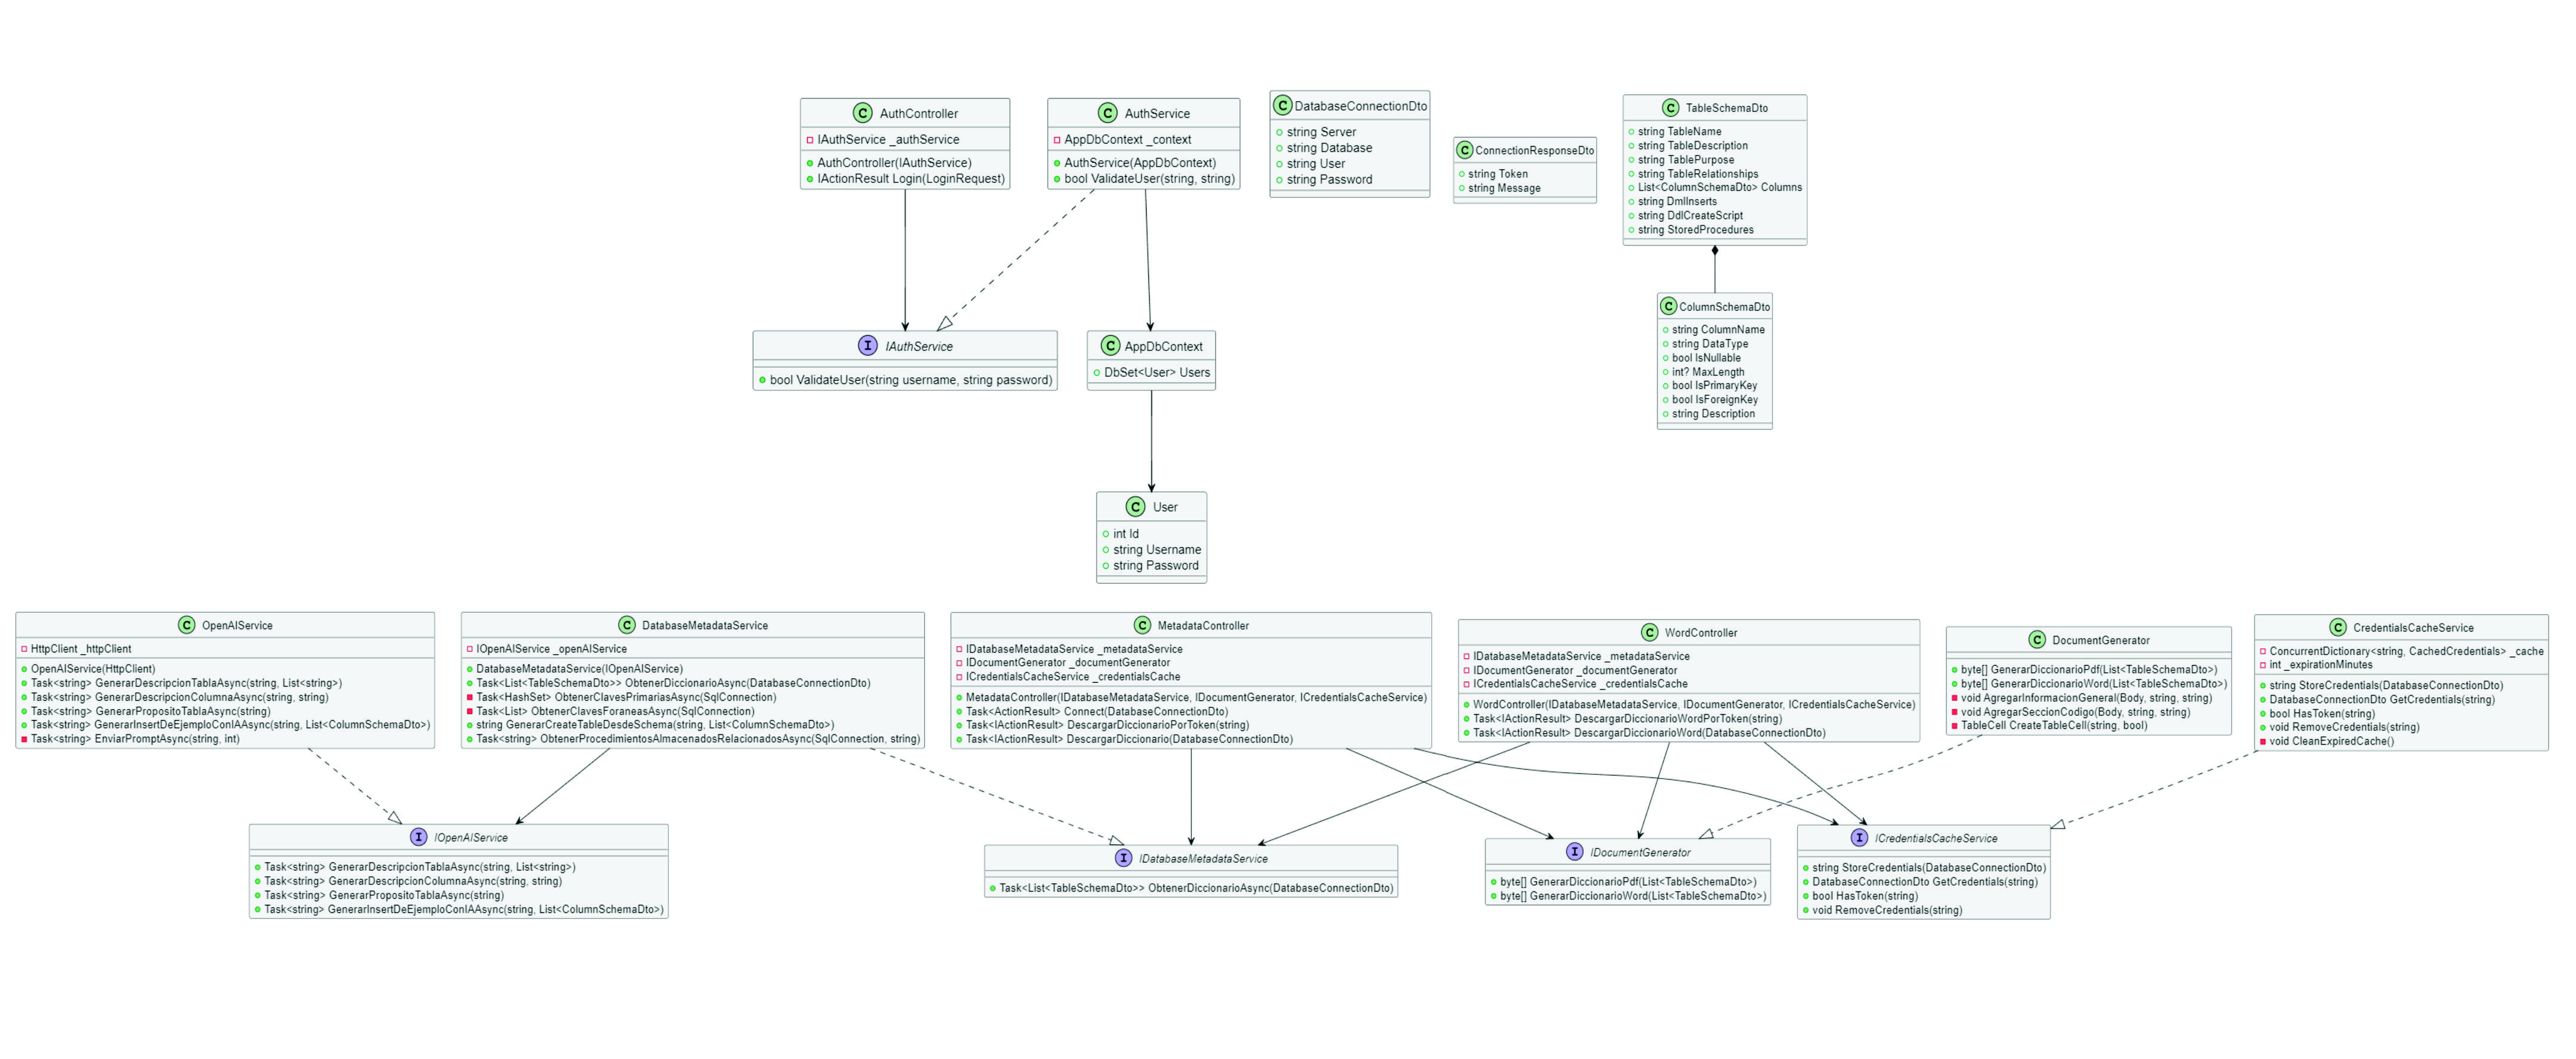 AuthController
IAuthService _authService
AuthController(IAuthService)
IActionResult Login(LoginRequest)
AuthService
AppDbContext _context
AuthService(AppDbContext)
bool ValidateUser(string, string)
DatabaseConnectionDto
string Server
string Database
string User
string Password
ConnectionResponseDto
string Token
string Message
TableSchemaDto
string TableName
string TableDescription
string TablePurpose
string TableRelationships
List<ColumnSchemaDto> Columns
string DmlInserts
string DdlCreateScript
string StoredProcedures
IAuthService
bool ValidateUser(string username, string password)
AppDbContext
DbSet<User> Users
ColumnSchemaDto
string ColumnName
string DataType
bool IsNullable
int? MaxLength
bool IsPrimaryKey
bool IsForeignKey
string Description
User
int Id
string Username
string Password
OpenAIService
HttpClient _httpClient
OpenAIService(HttpClient)
Task<string> GenerarDescripcionTablaAsync(string, List<string>)
Task<string> GenerarDescripcionColumnaAsync(string, string)
Task<string> GenerarPropositoTablaAsync(string)
Task<string> GenerarInsertDeEjemploConIAAsync(string, List<ColumnSchemaDto>)
Task<string> EnviarPromptAsync(string, int)
DatabaseMetadataService
IOpenAIService _openAIService
DatabaseMetadataService(IOpenAIService)
Task<List<TableSchemaDto>> ObtenerDiccionarioAsync(DatabaseConnectionDto)
Task<HashSet> ObtenerClavesPrimariasAsync(SqlConnection)
Task<List> ObtenerClavesForaneasAsync(SqlConnection)
string GenerarCreateTableDesdeSchema(string, List<ColumnSchemaDto>)
Task<string> ObtenerProcedimientosAlmacenadosRelacionadosAsync(SqlConnection, string)
MetadataController
IDatabaseMetadataService _metadataService
IDocumentGenerator _documentGenerator
ICredentialsCacheService _credentialsCache
MetadataController(IDatabaseMetadataService, IDocumentGenerator, ICredentialsCacheService)
Task<ActionResult> Connect(DatabaseConnectionDto)
Task<IActionResult> DescargarDiccionarioPorToken(string)
Task<IActionResult> DescargarDiccionario(DatabaseConnectionDto)
WordController
IDatabaseMetadataService _metadataService
IDocumentGenerator _documentGenerator
ICredentialsCacheService _credentialsCache
WordController(IDatabaseMetadataService, IDocumentGenerator, ICredentialsCacheService)
Task<IActionResult> DescargarDiccionarioWordPorToken(string)
Task<IActionResult> DescargarDiccionarioWord(DatabaseConnectionDto)
DocumentGenerator
byte[] GenerarDiccionarioPdf(List<TableSchemaDto>)
byte[] GenerarDiccionarioWord(List<TableSchemaDto>)
void AgregarInformacionGeneral(Body, string, string)
void AgregarSeccionCodigo(Body, string, string)
TableCell CreateTableCell(string, bool)
CredentialsCacheService
ConcurrentDictionary<string, CachedCredentials> _cache
int _expirationMinutes
string StoreCredentials(DatabaseConnectionDto)
DatabaseConnectionDto GetCredentials(string)
bool HasToken(string)
void RemoveCredentials(string)
void CleanExpiredCache()
IOpenAIService
Task<string> GenerarDescripcionTablaAsync(string, List<string>)
Task<string> GenerarDescripcionColumnaAsync(string, string)
Task<string> GenerarPropositoTablaAsync(string)
Task<string> GenerarInsertDeEjemploConIAAsync(string, List<ColumnSchemaDto>)
IDatabaseMetadataService
Task<List<TableSchemaDto>> ObtenerDiccionarioAsync(DatabaseConnectionDto)
IDocumentGenerator
byte[] GenerarDiccionarioPdf(List<TableSchemaDto>)
byte[] GenerarDiccionarioWord(List<TableSchemaDto>)
ICredentialsCacheService
string StoreCredentials(DatabaseConnectionDto)
DatabaseConnectionDto GetCredentials(string)
bool HasToken(string)
void RemoveCredentials(string)